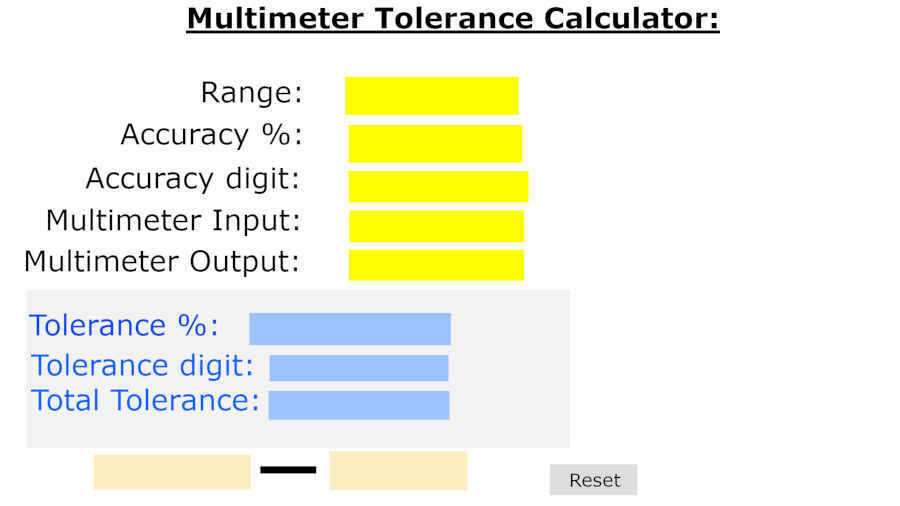 Multimeter Tolerance Calculator:
Range:
Accuracy %:
Accuracy digit:
Multimeter Input:
Multimeter Output:
Tolerance %:
Tolerance digit:
Total Tolerance:
Reset